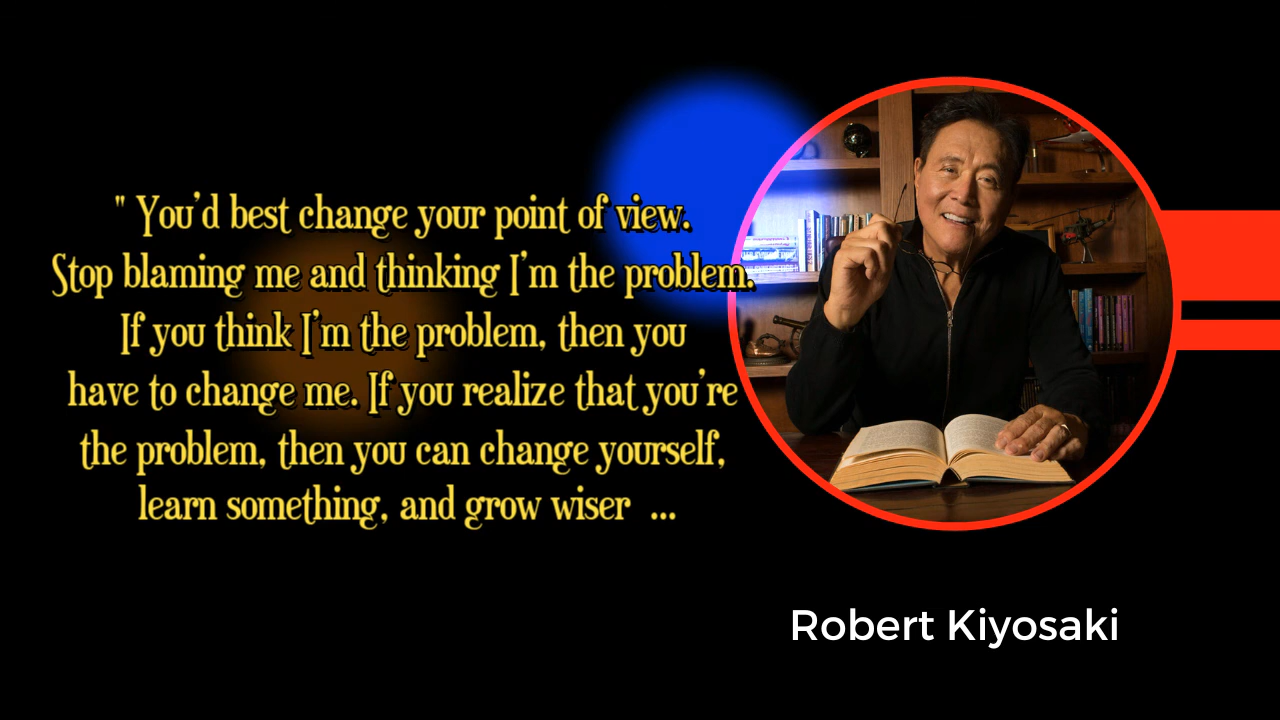 " You'd best change your point of view.
Stop blaming me and thinking I'm the problem.
If you think I'm the problem, then you
have to change me. If you realize that you're
the problem, then you can change yourself,
learn something, and grow wiser ...
Robert Kiyosaki